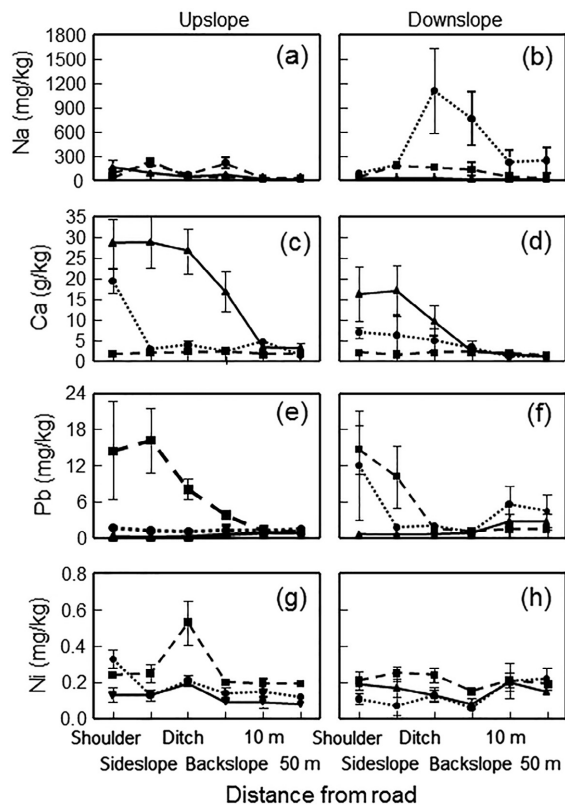 Upslope Downslope
Na (mg/kg)
1800
1500
1200
900
600
300
0
(a) (b)
Ca (g/kg)
35
30
25
20
15
10
5
0
(c) (d)
Pb (mg/kg)
24
18
12
6
0
(e) (f)
Ni (mg/kg)
0.8
0.6
0.4
0.2
0.0
(g) (h)
Shoulder Ditch 10 m Shoulder Ditch 10 m
Sideslope Backslope 50 m Sideslope Backslope 50 m
Distance from road